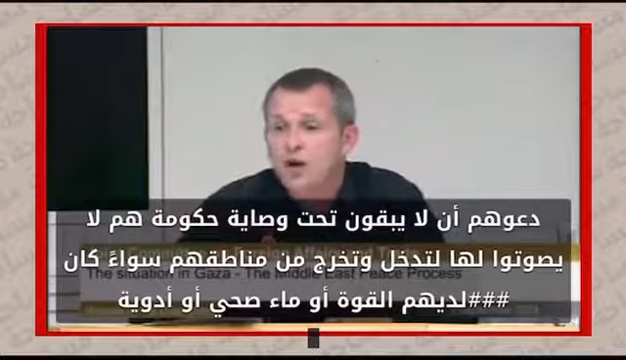 دعوهم أن لا يبقون تحت وصاية حكومة هم لا
يصوتوا لها لتدخل وتخرج من مناطقهم سواءً كان
The situation in Gaza - The Middle East Peace Process
###لديهم القوة أو ماء صحي أو أدوية